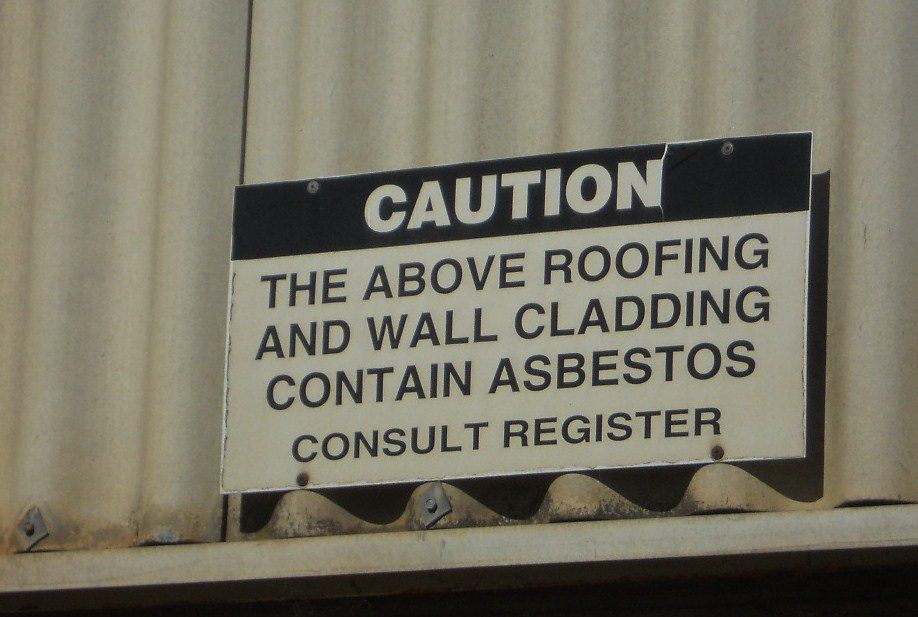 CAUTION
THE ABOVE ROOFING
AND WALL CLADDING
CONTAIN ASBESTOS
CONSULT REGISTER